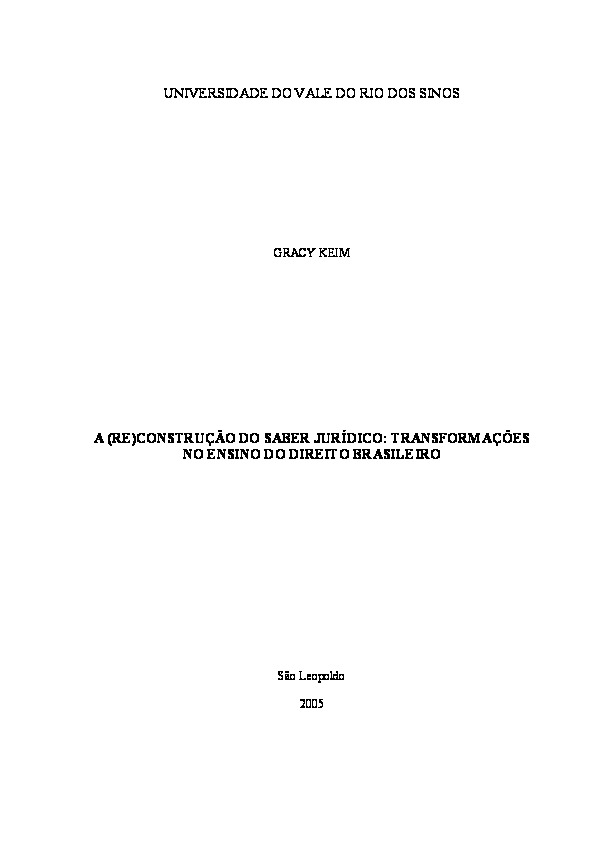 UNIVERSIDADE DO VALE DO RIO DOS SINOS
GRACY KEIM
A (RE)CONSTRUÇÃO DO SABER JURÍDICO: TRANSFORMAÇÕES
NO ENSINO DO DIREITO BRASILEIRO
São Leopoldo
2005